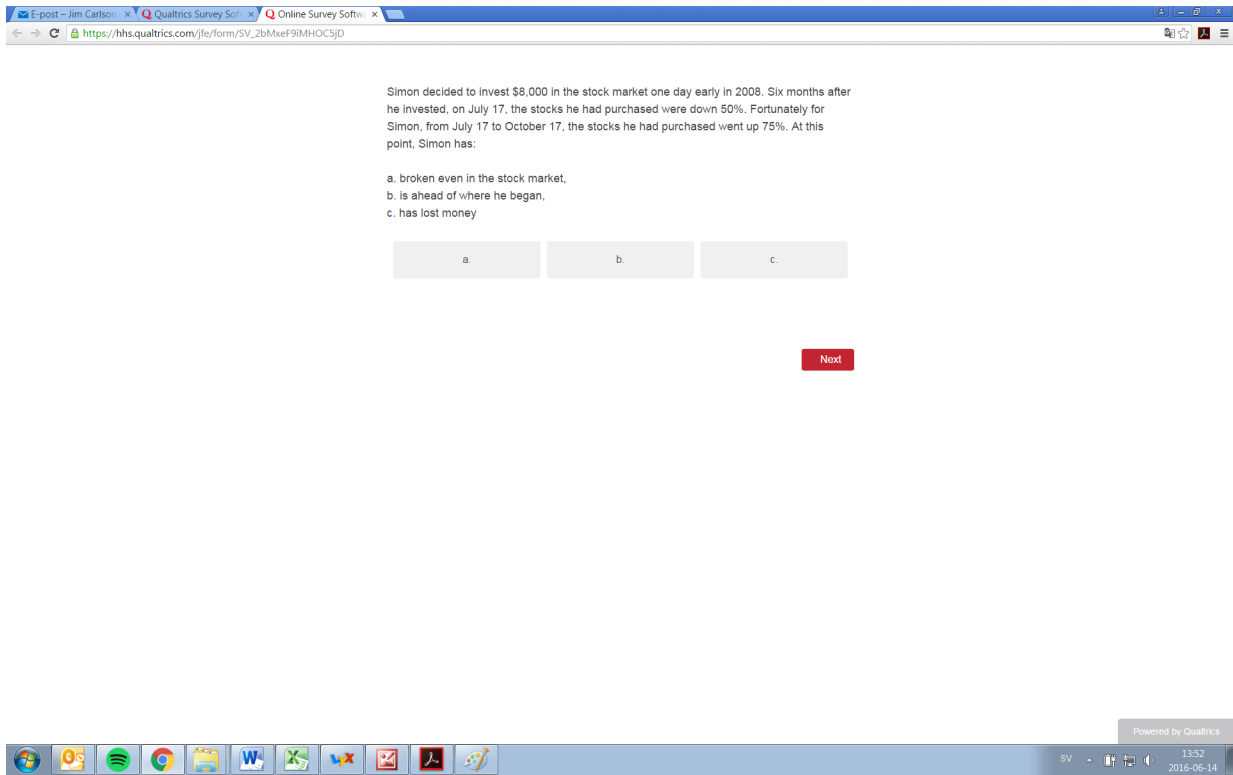 E-post – Jim Carlson
Qualtrics Survey Soft
Online Survey Softw
https://hhs.qualtrics.com/jfe/form/SV_2bMxeF9iMHOC5jD
Simon decided to invest $8,000 in the stock market one day early in 2008. Six months after
he invested, on July 17, the stocks he had purchased were down 50%. Fortunately for
Simon, from July 17 to October 17, the stocks he had purchased went up 75%. At this
point, Simon has:
a. broken even in the stock market,
b. is ahead of where he began,
c. has lost money
a. b. c.
Next
Powered by Qualtrics
SV
13:52
2016-06-14